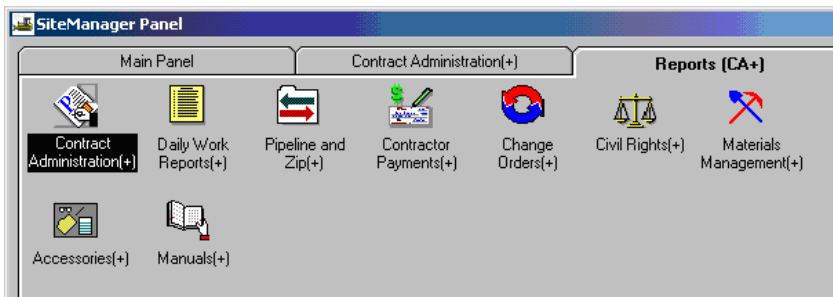 SiteManager Panel
Main Panel
Contract Administration(+)
Reports (CA+)
Contract
Administration(+)
Daily Work
Reports(+)
Pipeline and
Zip(+)
Contractor
Payments(+)
Change
Orders(+)
Civil Rights(+)
Materials
Management(+)
Accessories(+)
Manuals(+)